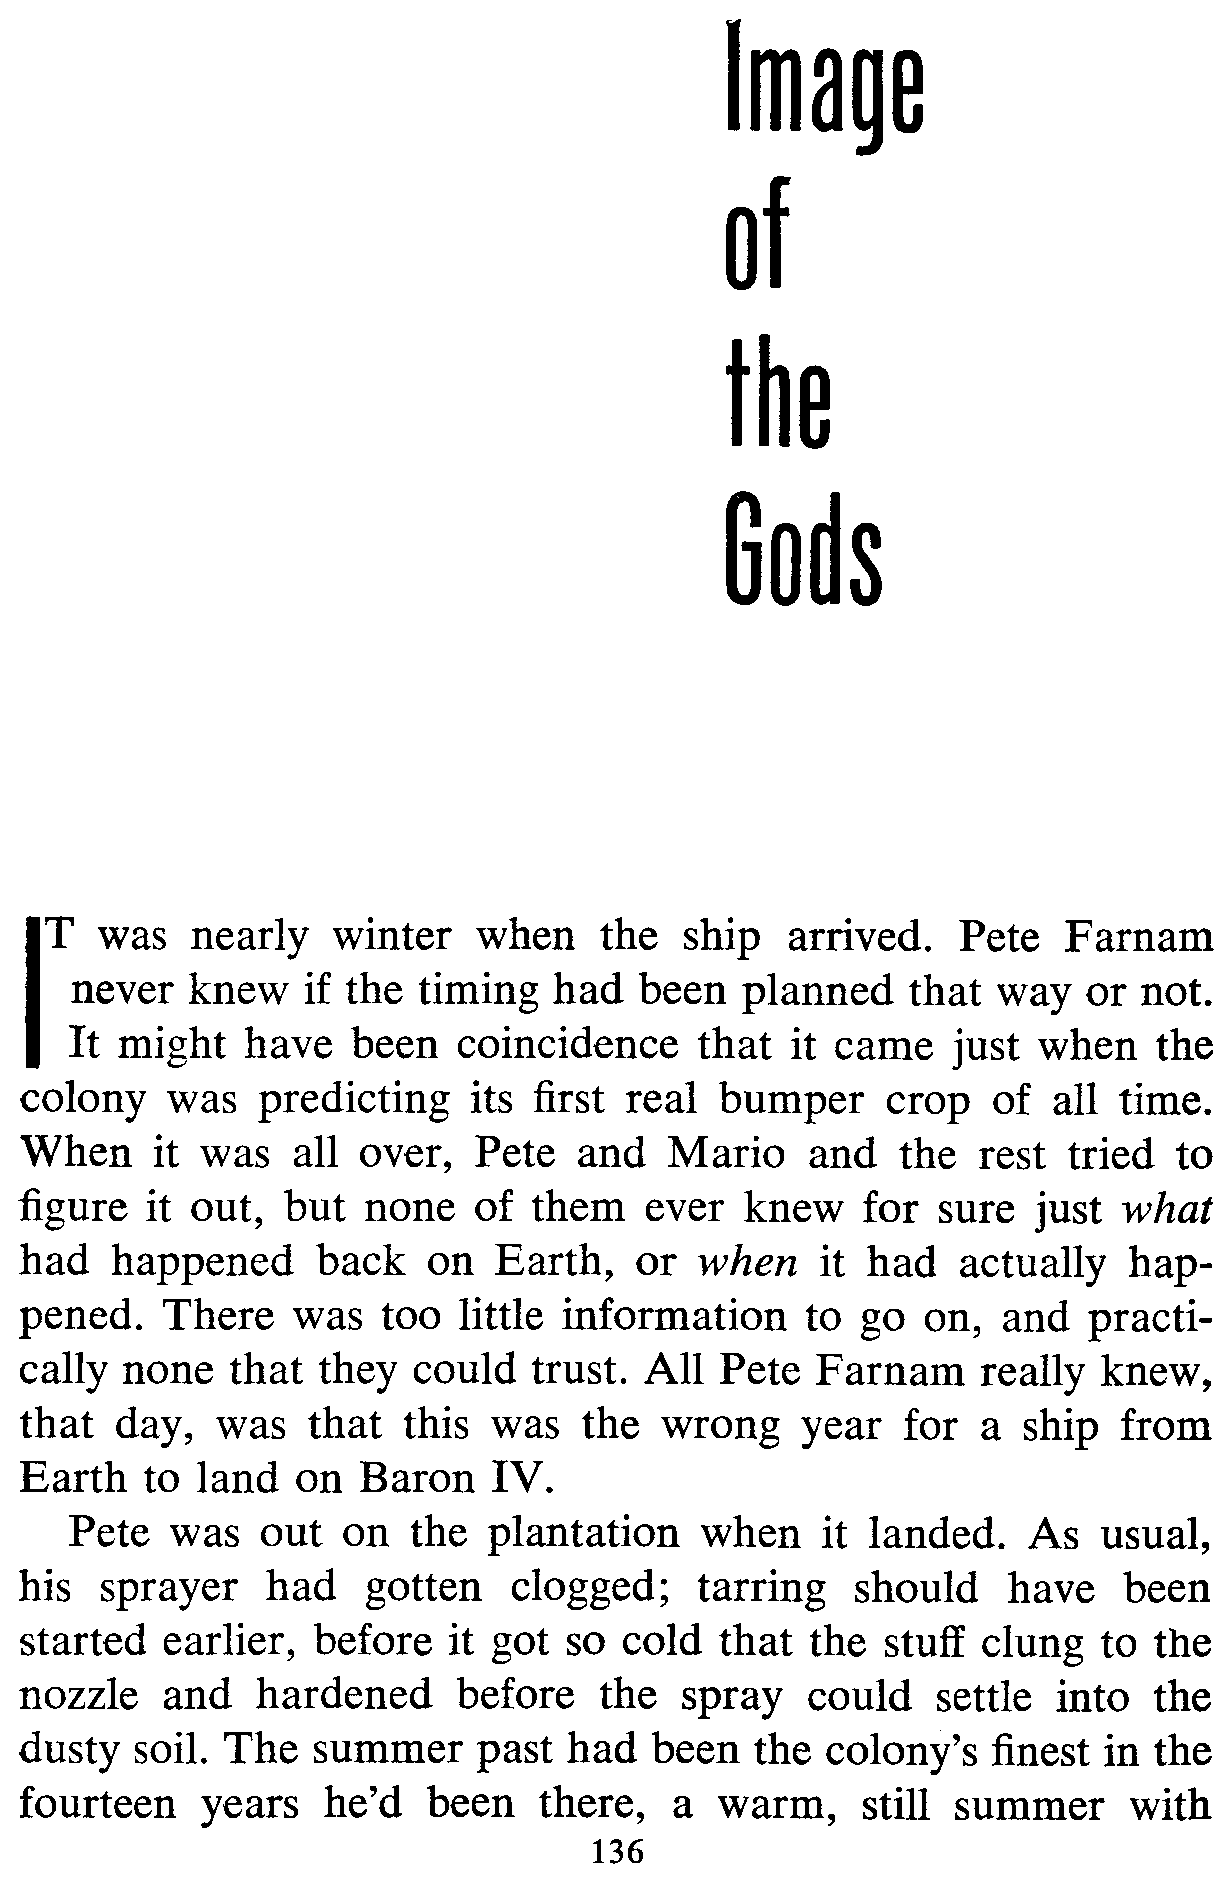 Image
of
the
Gods
IT was nearly winter when the ship arrived. Pete Farnam
never knew if the timing had been planned that way or not.
It might have been coincidence that it came just when the
colony was predicting its first real bumper crop of all time.
When it was all over, Pete and Mario and the rest tried to
figure it out, but none of them ever knew for sure just what
had happened back on Earth, or when it had actually hap-
pened. There was too little information to go on, and practi-
cally none that they could trust. All Pete Farnam really knew,
that day, was that this was the wrong year for a ship from
Earth to land on Baron IV.
Pete was out on the plantation when it landed. As usual,
his sprayer had gotten clogged; tarring should have been
started earlier, before it got so cold that the stuff clung to the
nozzle and hardened before the spray could settle into the
dusty soil. The summer past had been the colony's finest in the
fourteen years he'd been there, a warm, still summer with
136